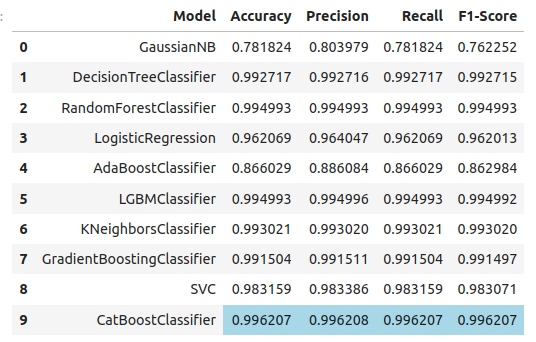 Model Accuracy Precision Recall F1-Score
0 GaussianNB 0.781824 0.803979 0.781824 0.762252
1 DecisionTreeClassifier 0.992717 0.992716 0.992717 0.992715
2 RandomForestClassifier 0.994993 0.994993 0.994993 0.994993
3 LogisticRegression 0.962069 0.964047 0.962069 0.962013
4 AdaBoostClassifier 0.866029 0.886084 0.866029 0.862984
5 LGBMClassifier 0.994993 0.994996 0.994993 0.994992
6 KNeighborsClassifier 0.993021 0.993020 0.993021 0.993020
7 GradientBoostingClassifier 0.991504 0.991511 0.991504 0.991497
8 SVC 0.983159 0.983386 0.983159 0.983071
9 CatBoostClassifier 0.996207 0.996208 0.996207 0.996207